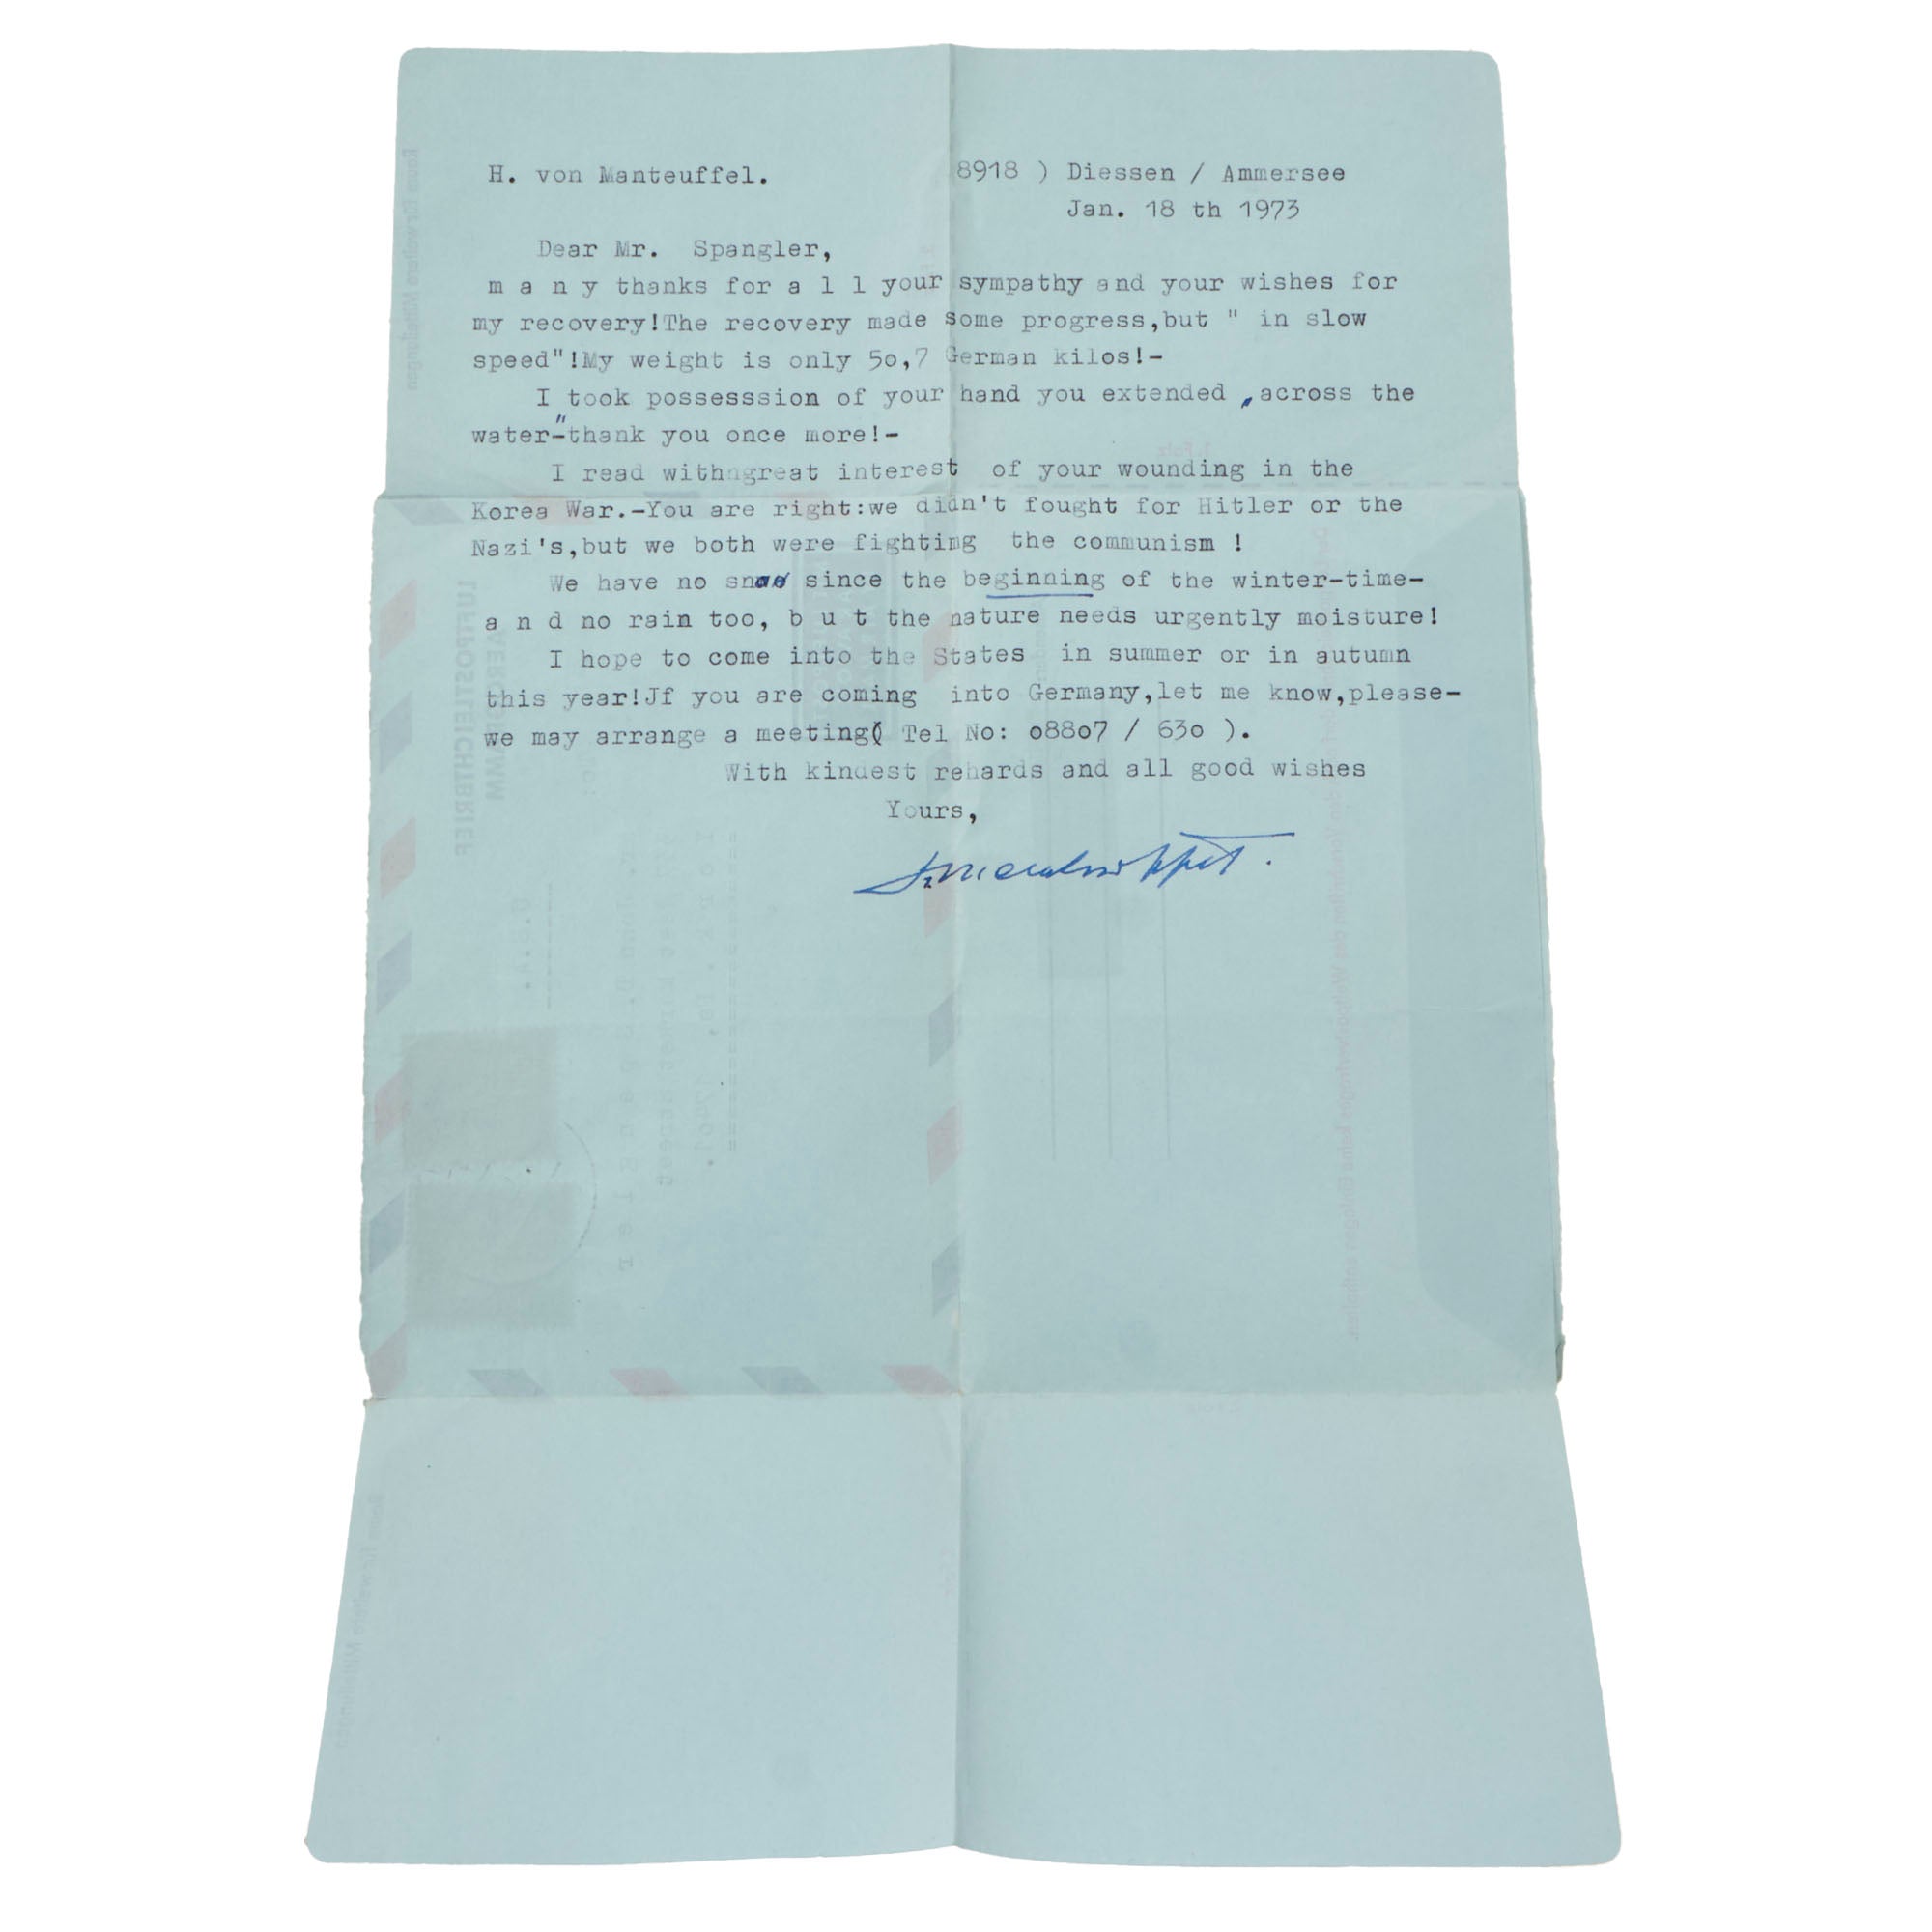 H. von Manteuffel. 8918 ) Diessen / Ammersee
Jan. 18 th 1973
Dear Mr. Spangler,
m a n y thanks for a l l your sympathy and your wishes for
my recovery!The recovery made some progress,but " in slow
speed"!My weight is only 50,7 German kilos!-
I took possesssion of your hand you extended „across the
water"-thank you once more!-
I read with great interest of your wounding in the
Korea War.-You are right:we didn't fought for Hitler or the
Nazi's,but we both were fighting the communism !
We have no snow since the beginning of the winter-time-
a n d no rain too, b u t the nature needs urgently moisture!
I hope to come into the States in summer or in autumn
this year!Jf you are coming into Germany,let me know,please-
we may arrange a meeting( Tel No: o88o7 / 63o ).
With kindest rehards and all good wishes
Yours,
LUFTPOSTLEICHTBRIEF
AEROGRAMM